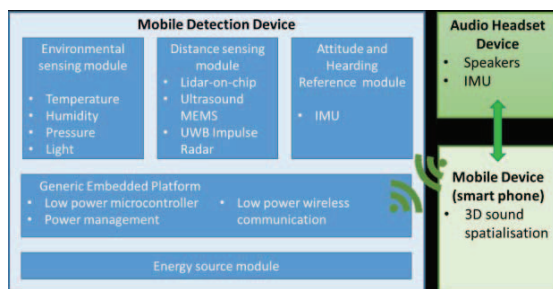 Mobile Detection Device
Environmental
sensing module
• Temperature
• Humidity
• Pressure
• Light
Distance sensing
module
• Lidar-on-chip
• Ultrasound
MEMS
• UWB Impulse
Radar
Attitude and
Hearding
Reference module
• IMU
Generic Embedded Platform
• Low power microcontroller
• Power management
• Low power wireless
communication
Energy source module
Audio Headset
Device
• Speakers
• IMU
Mobile Device
(smart phone)
• 3D sound
spatialisation